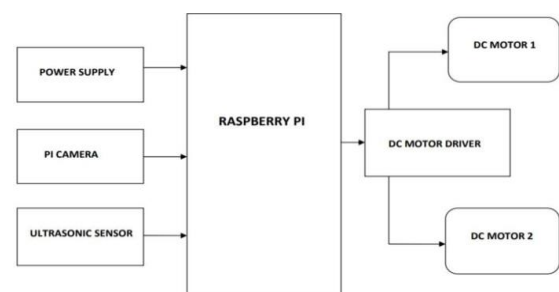 POWER SUPPLY
PI CAMERA
ULTRASONIC SENSOR
RASPBERRY PI
DC MOTOR DRIVER
DC MOTOR 1
DC MOTOR 2